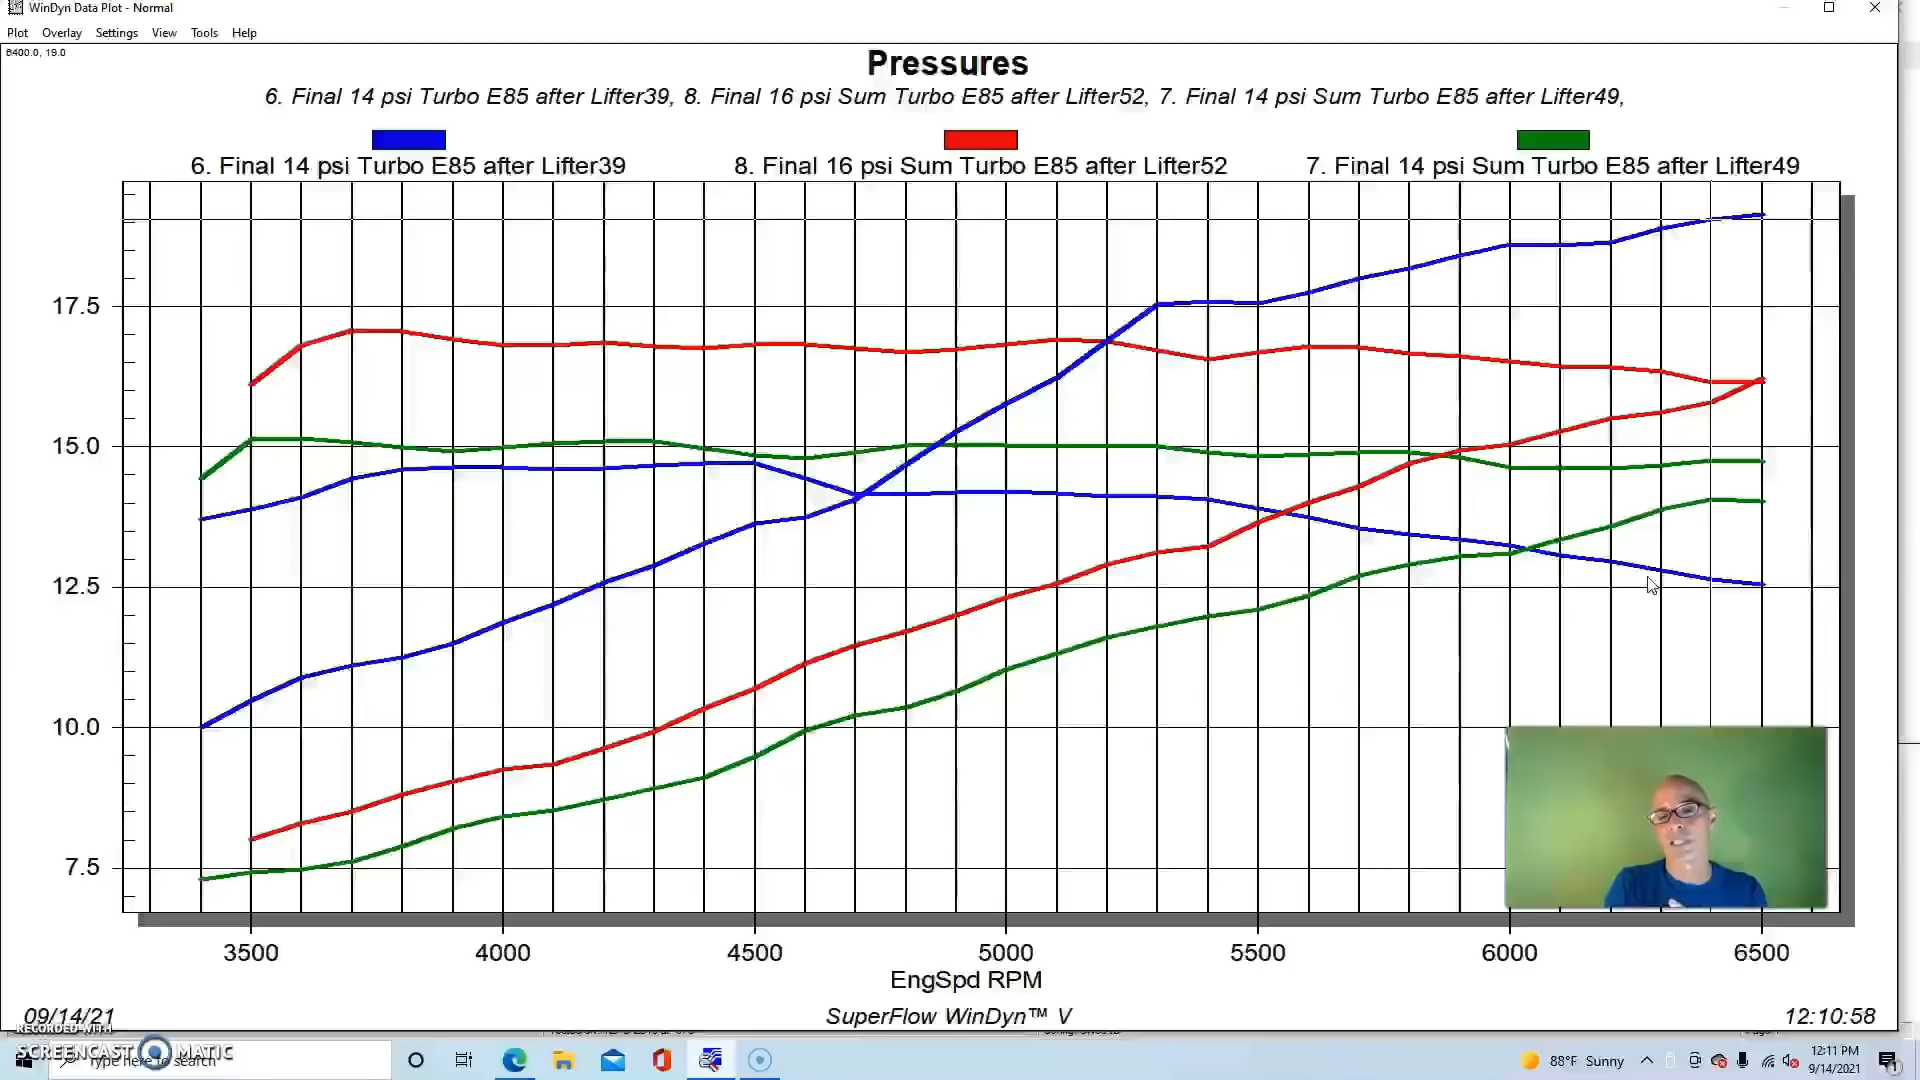 WinDyn Data Plot - Normal
Plot Overlay Settings View Tools Help
6400.0, 19.0
Pressures
6. Final 14 psi Turbo E85 after Lifter39, 8. Final 16 psi Sum Turbo E85 after Lifter52, 7. Final 14 psi Sum Turbo E85 after Lifter49,
6. Final 14 psi Turbo E85 after Lifter39 8. Final 16 psi Sum Turbo E85 after Lifter52 7. Final 14 psi Sum Turbo E85 after Lifter49
17.5
15.0
12.5
10.0
7.5
3500 4000 4500 5000 5500 6000 6500
EngSpd RPM
09/14/21 SuperFlow WinDyn™ V 12:10:58
RECORDED WITH
SCREENCAST MATIC
Type here to search
88°F Sunny
12:11 PM
9/14/2021